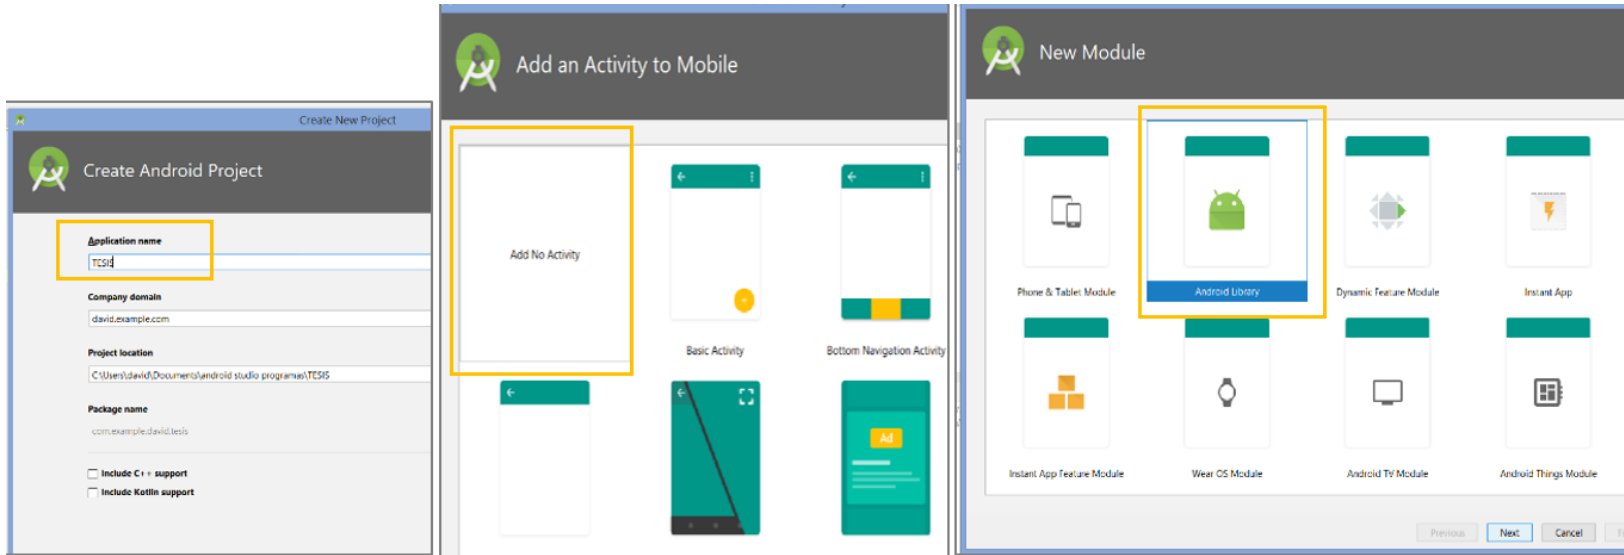 Create New Project
Create Android Project
Application name
TESIS
Company domain
david.example.com
Project location
C:\Users\david\Documents\android studio programas\TESIS
Package name
com.example.david.tesis
Include C++ support
Include Kotlin support
Add an Activity to Mobile
Add No Activity
Basic Activity
Bottom Navigation Activity
Ad
New Module
Phone & Tablet Module
Android Library
Dynamic Feature Module
Instant App
Instant App Feature Module
Wear OS Module
Android TV Module
Android Things Module
Previous
Next
Cancel